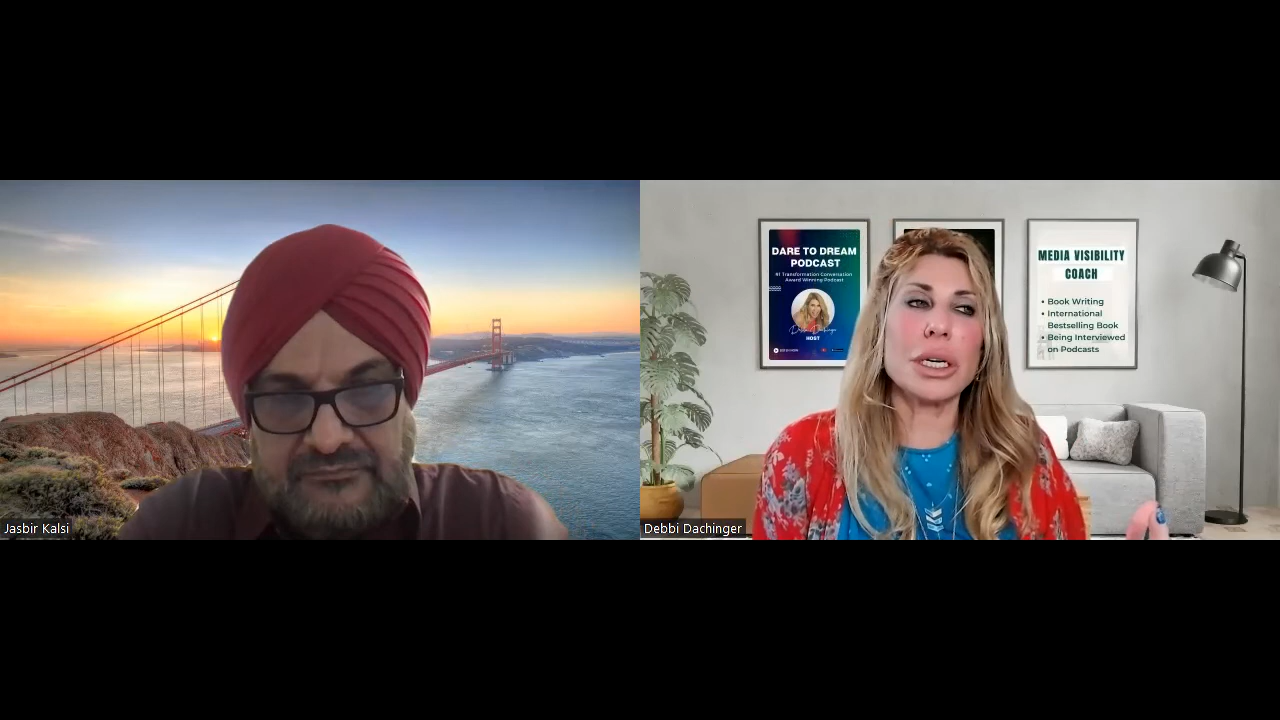 DARE TO DREAM
PODCAST
#1 Transformation Conversation
Award Winning Podcast
HOST
MEDIA VISIBILITY
COACH
• Book Writing
• International
Bestselling Book
• Being Interviewed
on Podcasts
Jasbir Kalsi
Debbi Dachinger